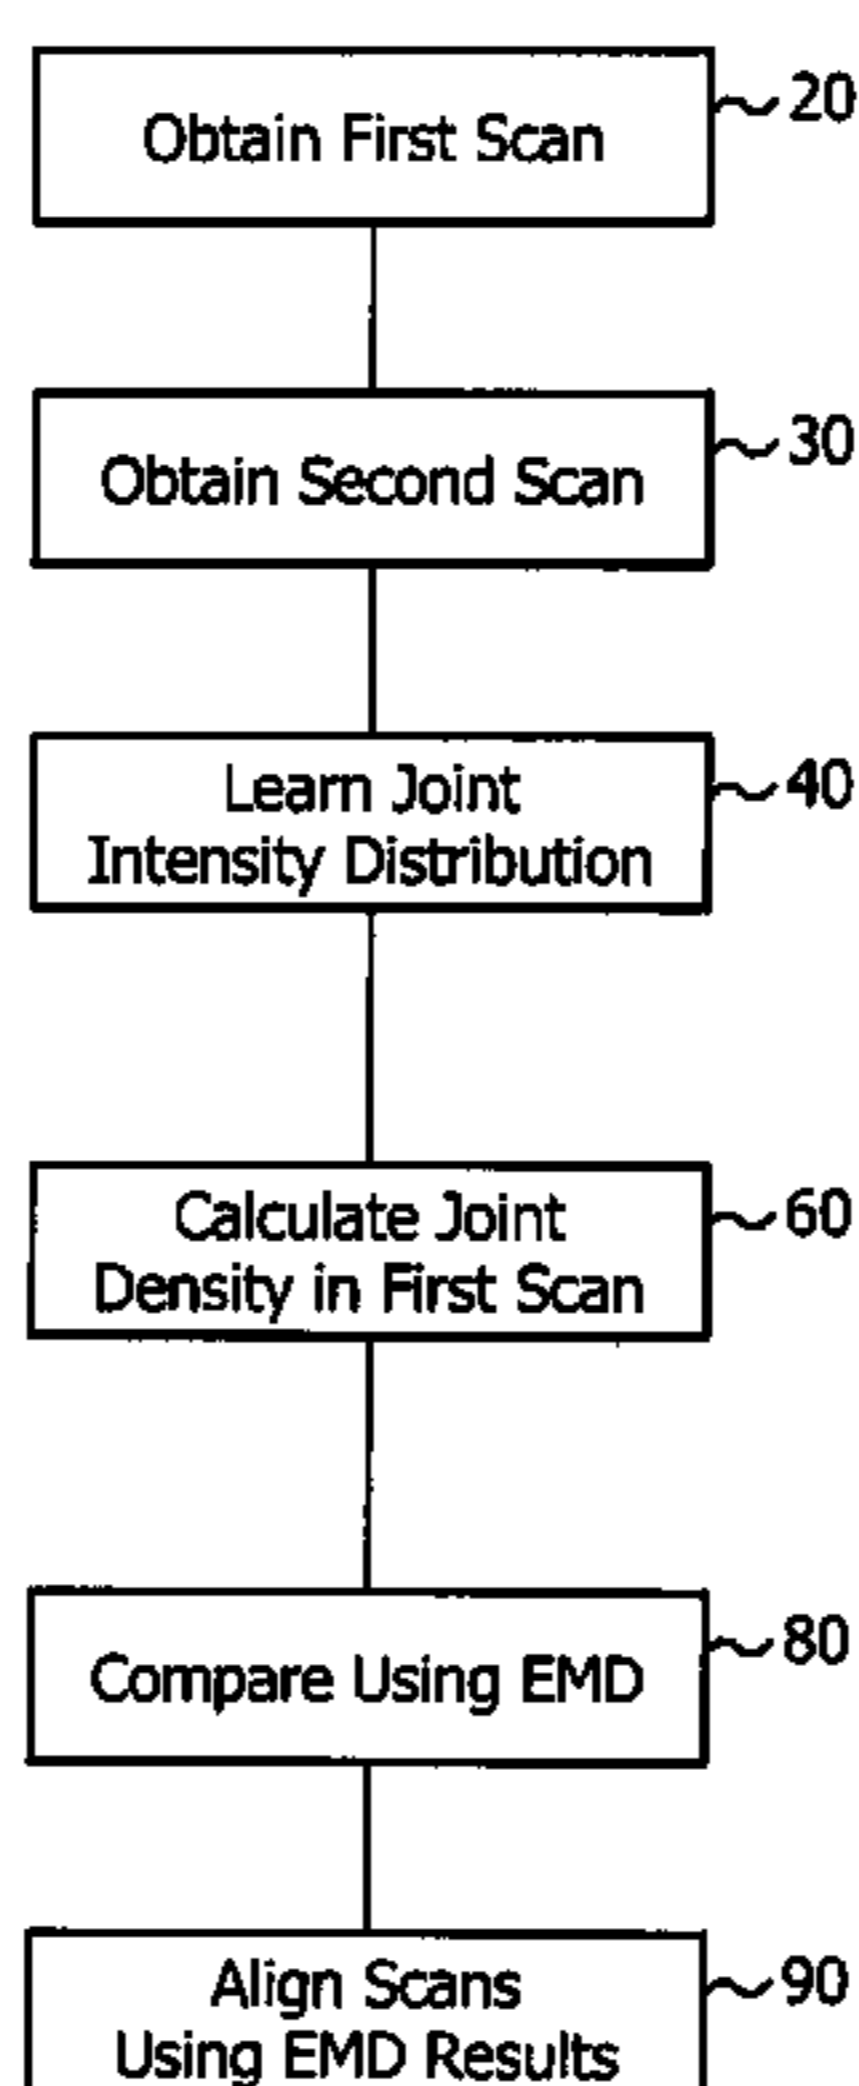 Obtain First Scan
20
Obtain Second Scan
30
Learn Joint
Intensity Distribution
40
Calculate Joint
Density in First Scan
60
Compare Using EMD
80
Align Scans
Using EMD Results
90